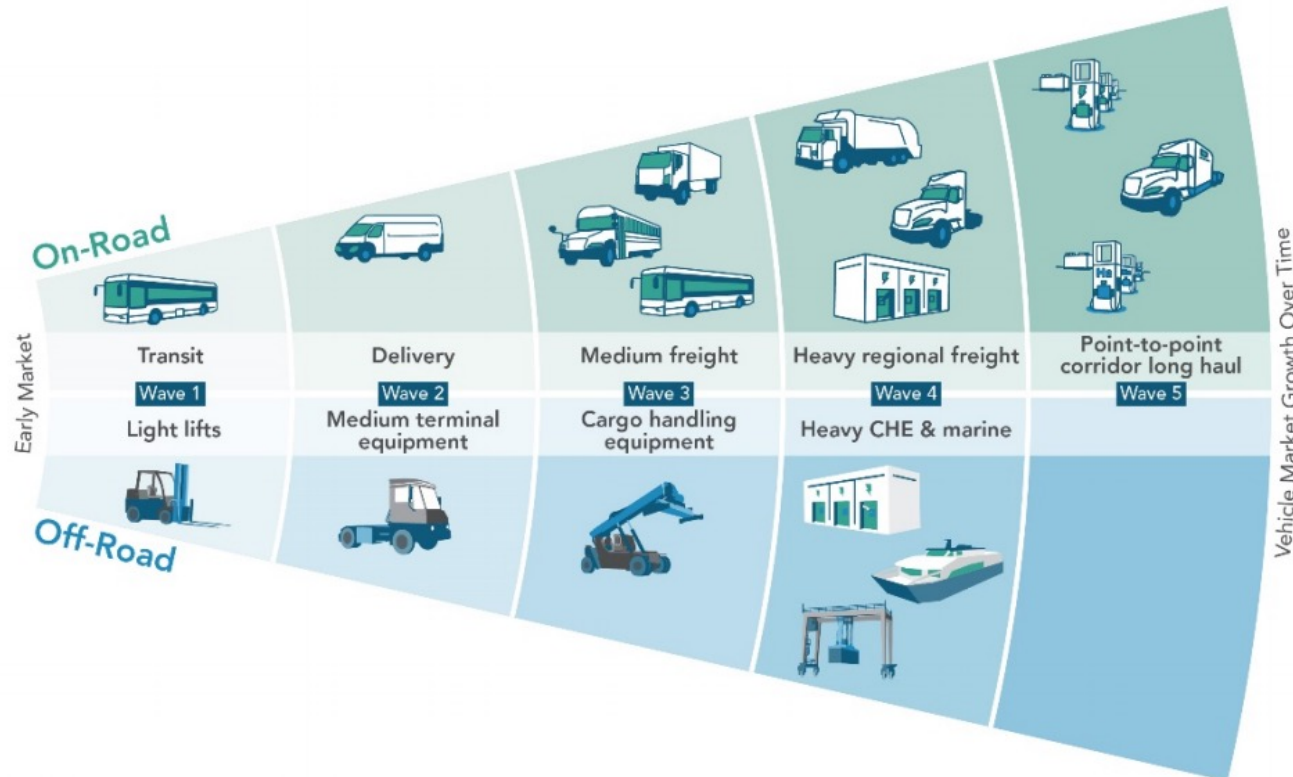 On-Road
Early Market
Transit
Delivery
Medium freight
Heavy regional freight
Point-to-point
corridor long haul
Wave 1
Wave 2
Wave 3
Wave 4
Wave 5
Light lifts
Medium terminal
equipment
Cargo handling
equipment
Heavy CHE & marine
Off-Road
Vehicle Market Growth Over Time